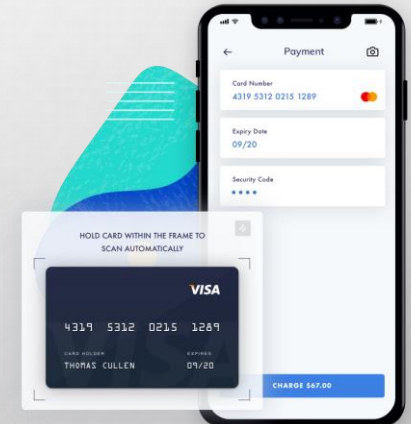 Payment
Card Number
4319 5312 0215 1289
Expiry Date
09/20
Security Code
HOLD CARD WITHIN THE FRAME TO
SCAN AUTOMATICALLY
VISA
4319 5312 0215 1289
CARD HOLDER EXPIRES
THOMAS CULLEN 09/20
CHARGE $67.00